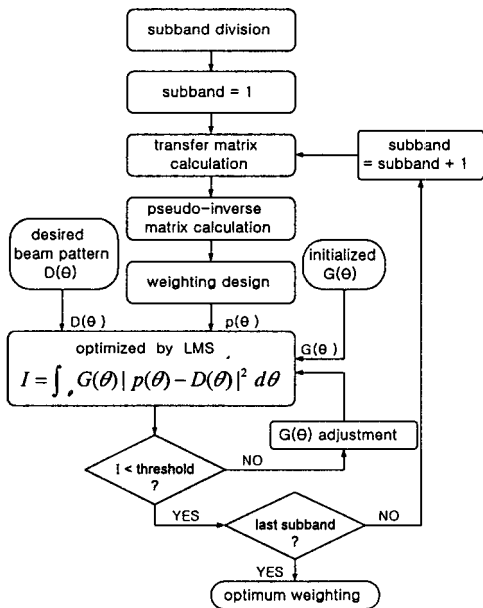 subband division
subband = 1
transfer matrix
calculation
subband
= subband + 1
pseudo-inverse
matrix calculation
desired
beam pattern
D(θ)
initialized
G(θ)
weighting design
D(θ)
p(θ)
G(θ)
optimized by LMS
I = ∫θ G(θ) | p(θ) − D(θ)|² dθ
G(θ) adjustment
I < threshold
?
NO
YES
last subband
?
NO
YES
optimum weighting